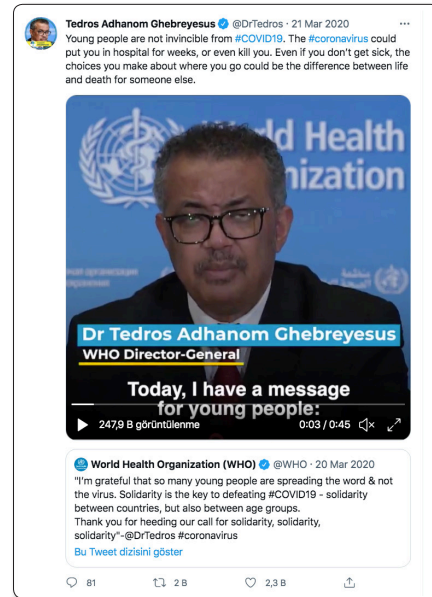 Tedros Adhanom Ghebreyesus @DrTedros · 21 Mar 2020
Young people are not invincible from #COVID19. The #coronavirus could
put you in hospital for weeks, or even kill you. Even if you don't get sick, the
choices you make about where you go could be the difference between life
and death for someone else.
World Health
nization
Dr Tedros Adhanom Ghebreyesus
WHO Director-General
Today, I have a message
for young people:
247,9 B görüntülenme 0:03 / 0:45
World Health Organization (WHO) @WHO · 20 Mar 2020
"I'm grateful that so many young people are spreading the word & not
the virus. Solidarity is the key to defeating #COVID19 - solidarity
between countries, but also between age groups.
Thank you for heeding our call for solidarity, solidarity,
solidarity"-@DrTedros #coronavirus
Bu Tweet dizisini göster
81 2 B 2,3 B